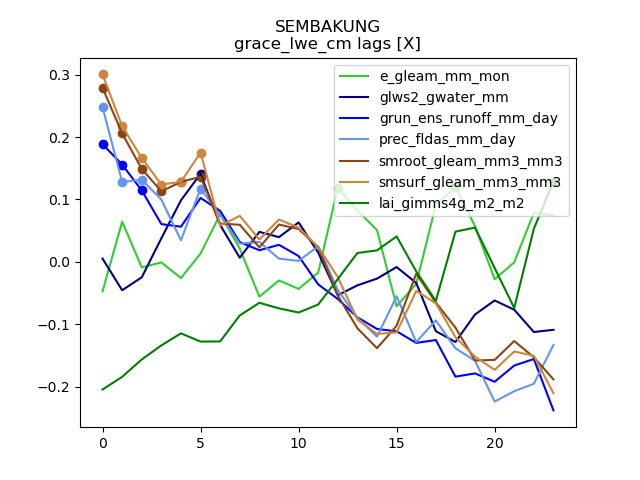 SEMBAKUNG
grace_lwe_cm lags [X]
e_gleam_mm_mon
glws2_gwater_mm
grun_ens_runoff_mm_day
prec_fldas_mm_day
smroot_gleam_mm3_mm3
smsurf_gleam_mm3_mm3
lai_gimms4g_m2_m2
0.3
0.2
0.1
0.0
−0.1
−0.2
0 5 10 15 20